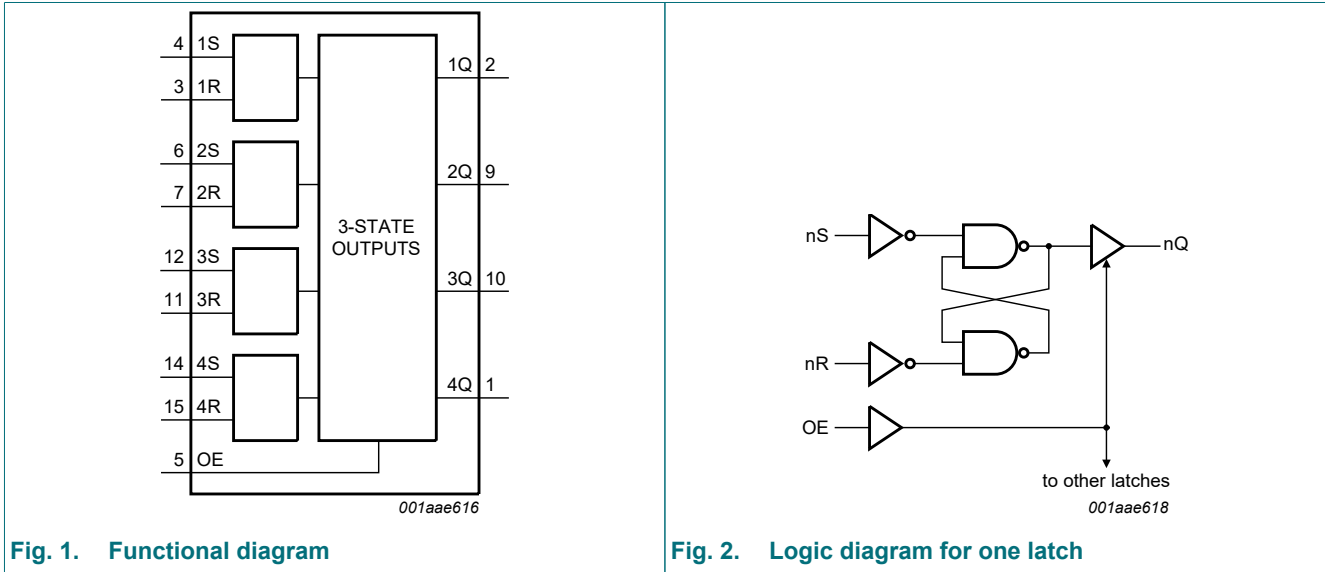 4 1S
3 1R
1Q 2
6 2S
7 2R
2Q 9
3-STATE
OUTPUTS
12 3S
11 3R
3Q 10
14 4S
15 4R
4Q 1
5 OE
001aae616
Fig. 1. Functional diagram
nS
nQ
nR
OE
to other latches
001aae618
Fig. 2. Logic diagram for one latch